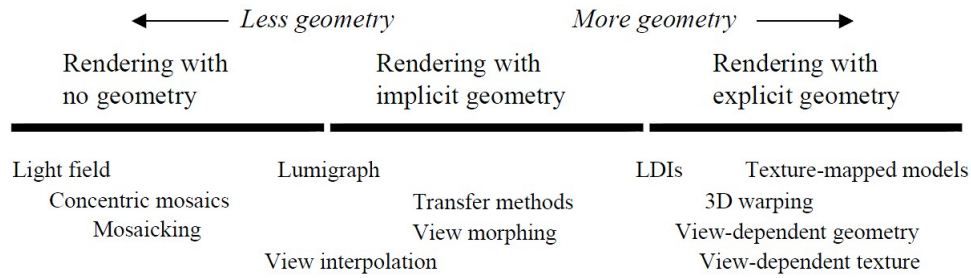 Less geometry More geometry
Rendering with no geometry
Rendering with implicit geometry
Rendering with explicit geometry
Light field Lumigraph LDIs Texture-mapped models
Concentric mosaics Transfer methods 3D warping
Mosaicking View morphing View-dependent geometry
View interpolation View-dependent texture